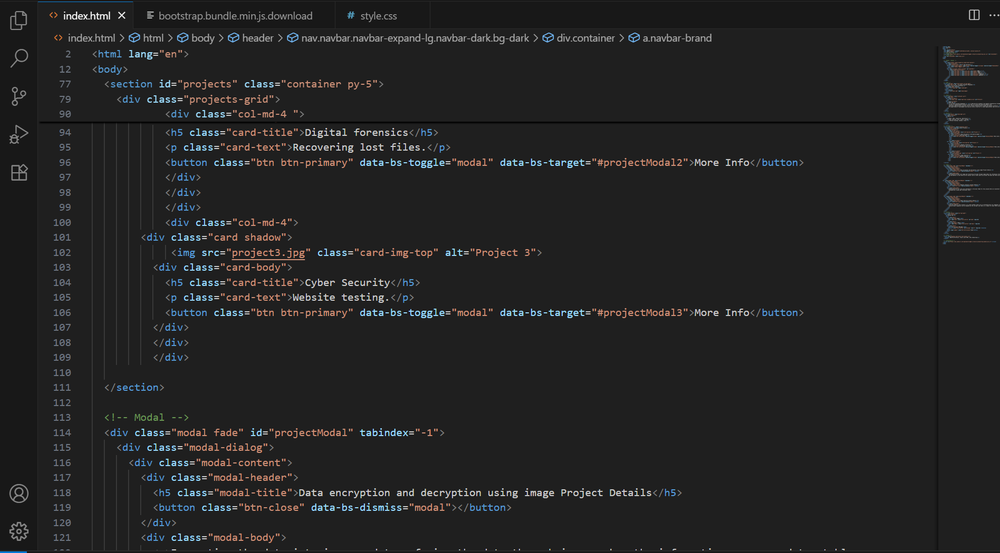 index.html
bootstrap.bundle.min.js.download
# style.css
index.html > html > body > header > nav.navbar.navbar-expand-lg.navbar-dark.bg-dark > div.container > a.navbar-brand
2 <html lang="en">
12 <body>
77 <section id="projects" class="container py-5">
79 <div class="projects-grid">
90 <div class="col-md-4 ">
94 <h5 class="card-title">Digital forensics</h5>
95 <p class="card-text">Recovering lost files.</p>
96 <button class="btn btn-primary" data-bs-toggle="modal" data-bs-target="#projectModal2">More Info</button>
97 </div>
98 </div>
99 </div>
100 <div class="col-md-4">
101 <div class="card shadow">
102 <img src="project3.jpg" class="card-img-top" alt="Project 3">
103 <div class="card-body">
104 <h5 class="card-title">Cyber Security</h5>
105 <p class="card-text">Website testing.</p>
106 <button class="btn btn-primary" data-bs-toggle="modal" data-bs-target="#projectModal3">More Info</button>
107 </div>
108 </div>
109 </div>
110
111 </section>
112
113 <!-- Modal -->
114 <div class="modal fade" id="projectModal" tabindex="-1">
115 <div class="modal-dialog">
116 <div class="modal-content">
117 <div class="modal-header">
118 <h5 class="modal-title">Data encryption and decryption using image Project Details</h5>
119 <button class="btn-close" data-bs-dismiss="modal"></button>
120 </div>
121 <div class="modal-body">